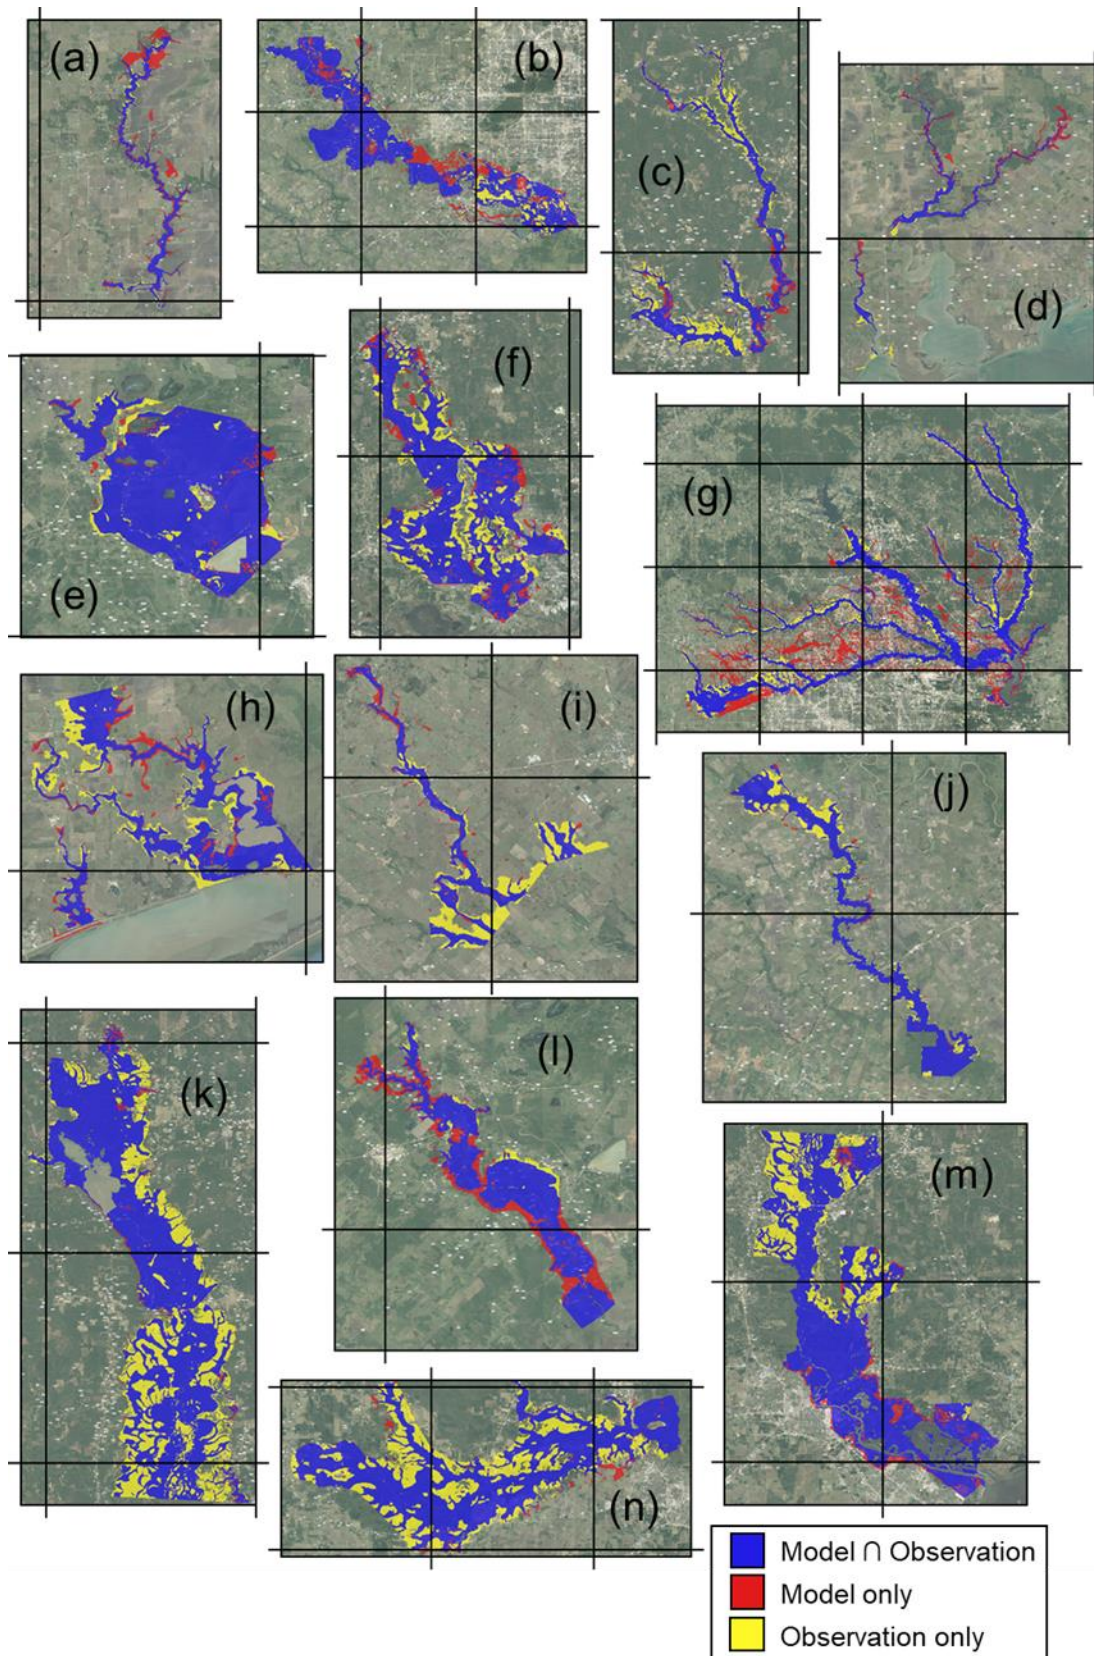 (a)
(b)
(c)
(d)
(e)
(f)
(g)
(h)
(i)
(j)
(k)
(l)
(m)
(n)
Model ∩ Observation
Model only
Observation only